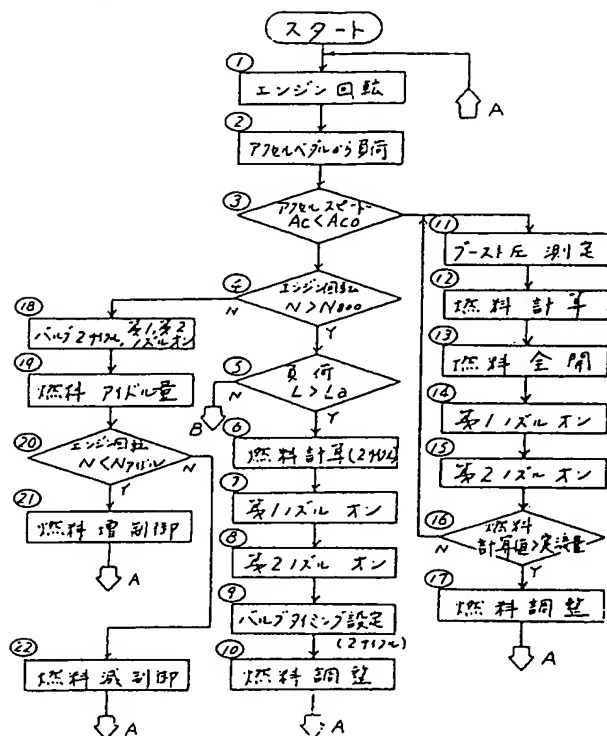 スタート
①
エンジン回転
A
②
アクセルペダルから負荷
③
アクセルスピード
AC<ACO
④
エンジン回転
N>N800
N
Y
⑤
負荷
L>La
N
Y
B
⑥
燃料計算(2サイクル)
⑦
第1ノズル オン
⑧
第2ノズル オン
⑨
バルブタイミング設定
(2サイクル)
⑩
燃料調整
A
⑪
ブースト圧 測定
⑫
燃料計算
⑬
燃料 全開
⑭
第1ノズル オン
⑮
第2ノズル オン
⑯
燃料
計算値>実流量
N
Y
⑰
燃料調整
A
⑱
バルブ2サイクル, 第1,第2
ノズルオン
⑲
燃料 アイドル量
⑳
エンジン回転
N<Nアイドル
N
Y
㉑
燃料増制御
A
㉒
燃料減制御
A